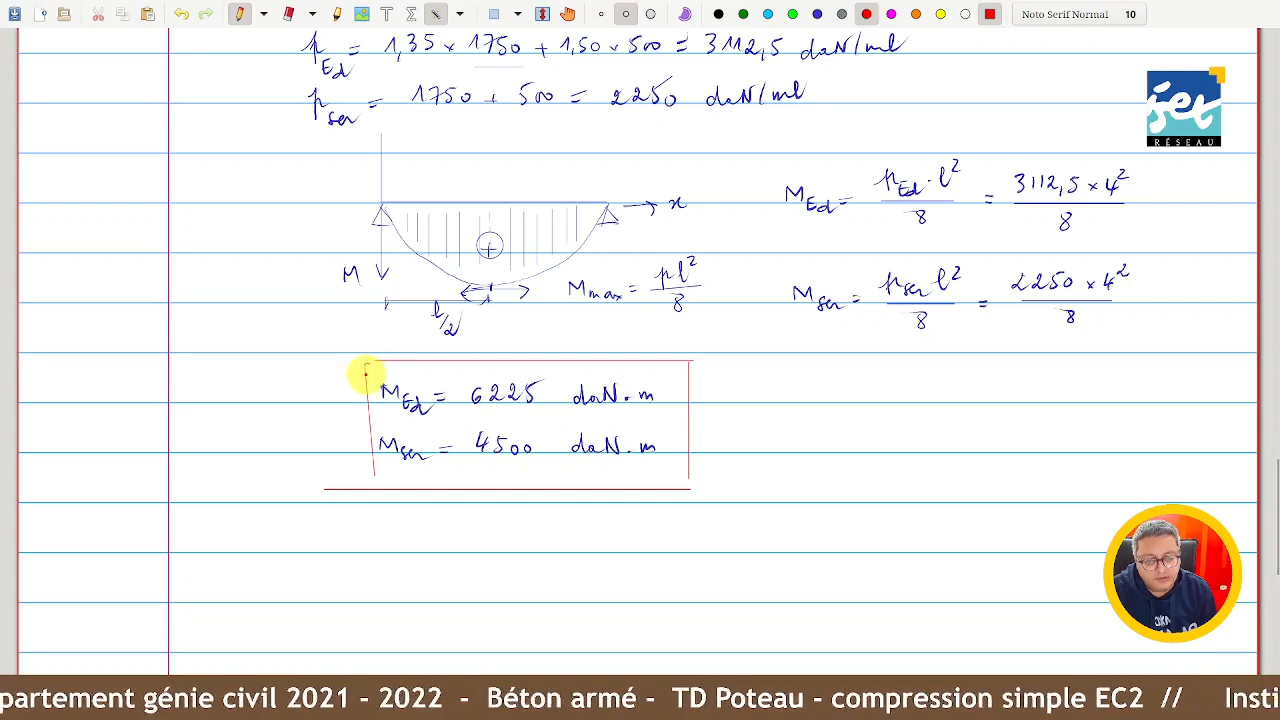 Noto Serif Normal 10
p_Ed = 1,35 × 1750 + 1,50 × 500 = 3112,5 daN/ml
p_ser = 1750 + 500 = 2250 daN/ml
iset
RÉSEAU
x
M
l/2
M_max = pl²/8
M_Ed = p_Ed · l²/8 = 3112,5 × 4²/8
M_ser = p_ser l²/8 = 2250 × 4²/8
M_Ed = 6225 daN.m
M_ser = 4500 daN.m
partement génie civil 2021 - 2022 - Béton armé - TD Poteau - compression simple EC2 // Insti